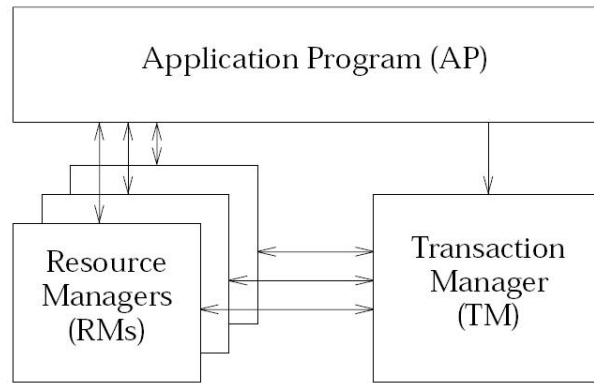 Application Program (AP)
Resource
Managers
(RMs)
Transaction
Manager
(TM)